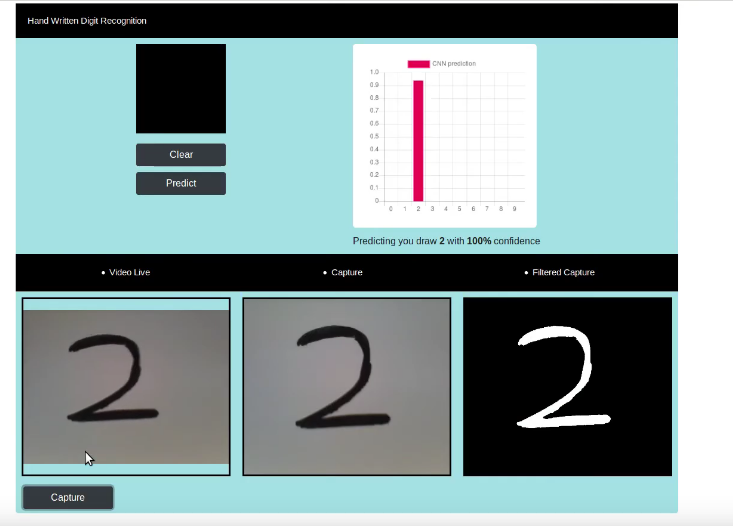 Hand Written Digit Recognition
Clear
Predict
CNN prediction
1.0
0.9
0.8
0.7
0.6
0.5
0.4
0.3
0.2
0.1
0
0 1 2 3 4 5 6 7 8 9
Predicting you draw 2 with 100% confidence
• Video Live
• Capture
• Filtered Capture
2
2
2
Capture